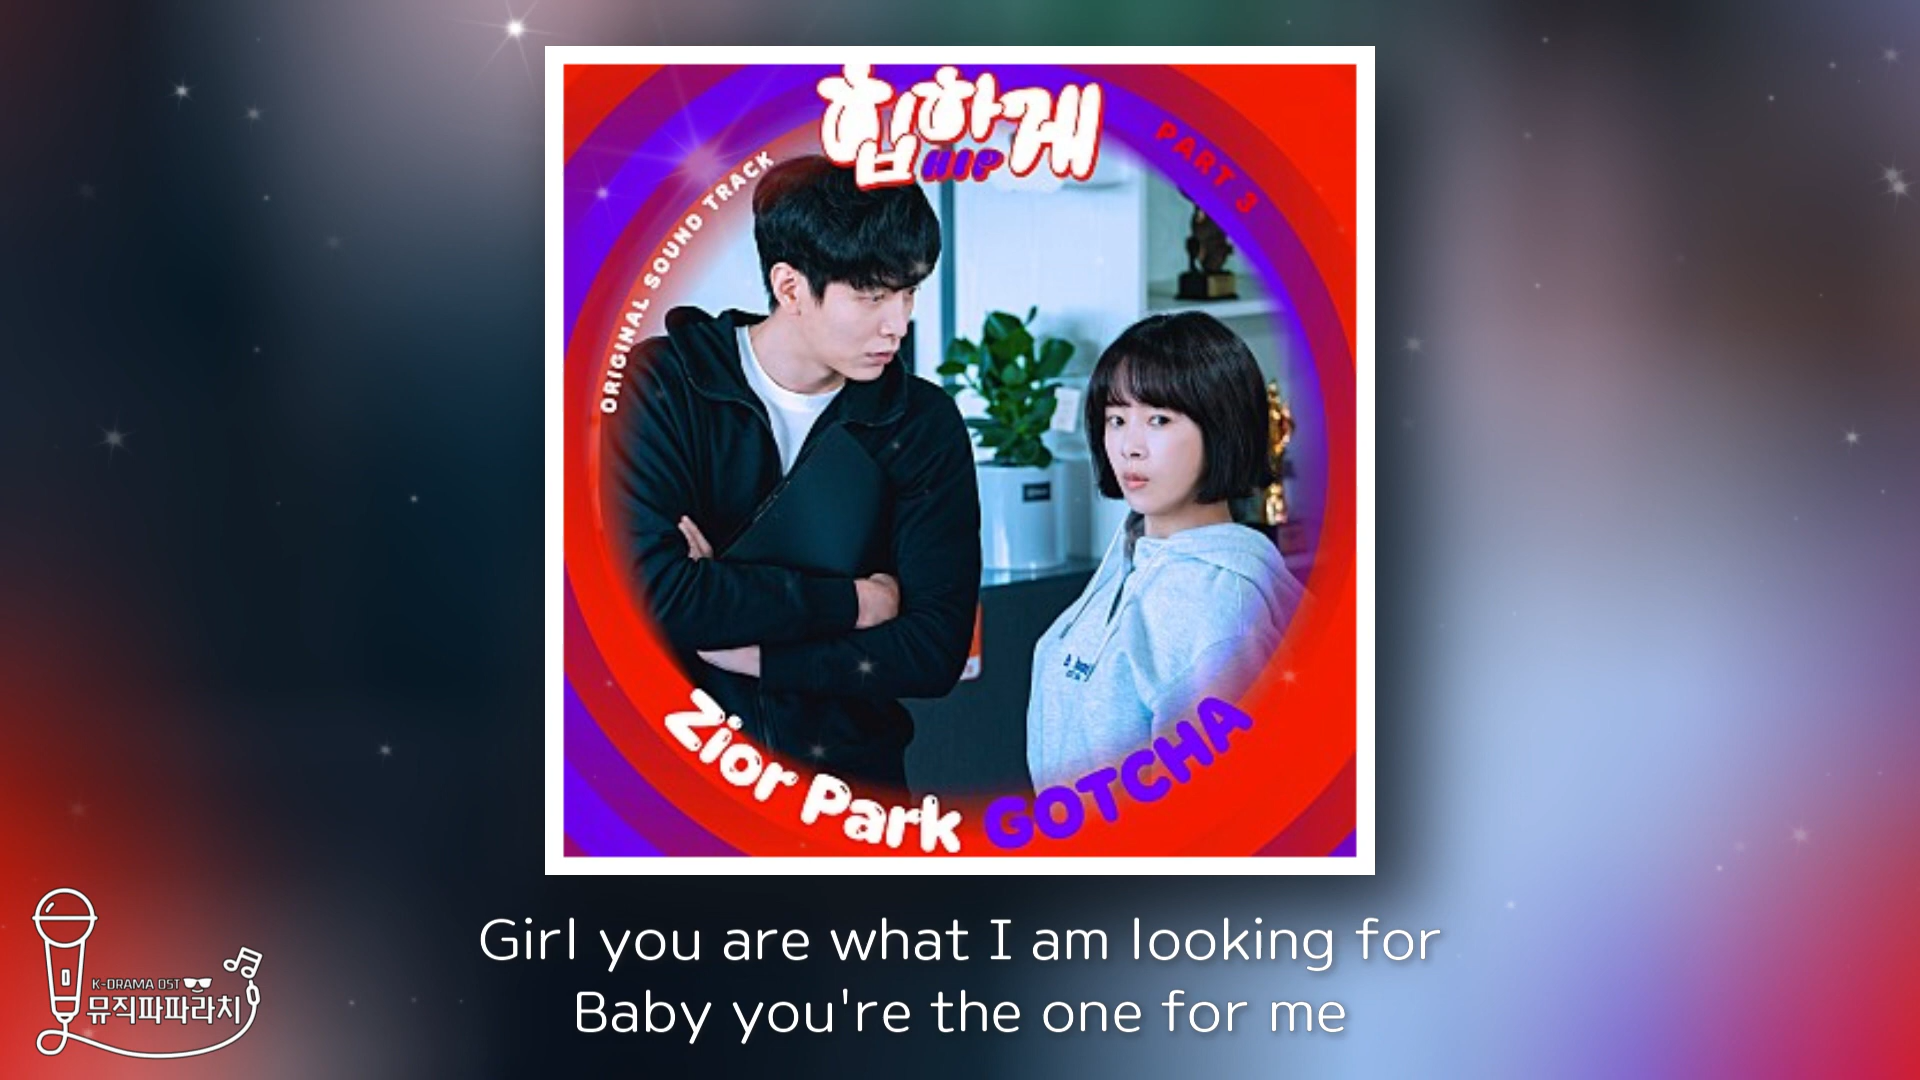 힙하게
HIP
ORIGINAL SOUND TRACK
PART 3
Zior Park GOTCHA
Girl you are what I am looking for
Baby you're the one for me
K-DRAMA OST
뮤직파파라치